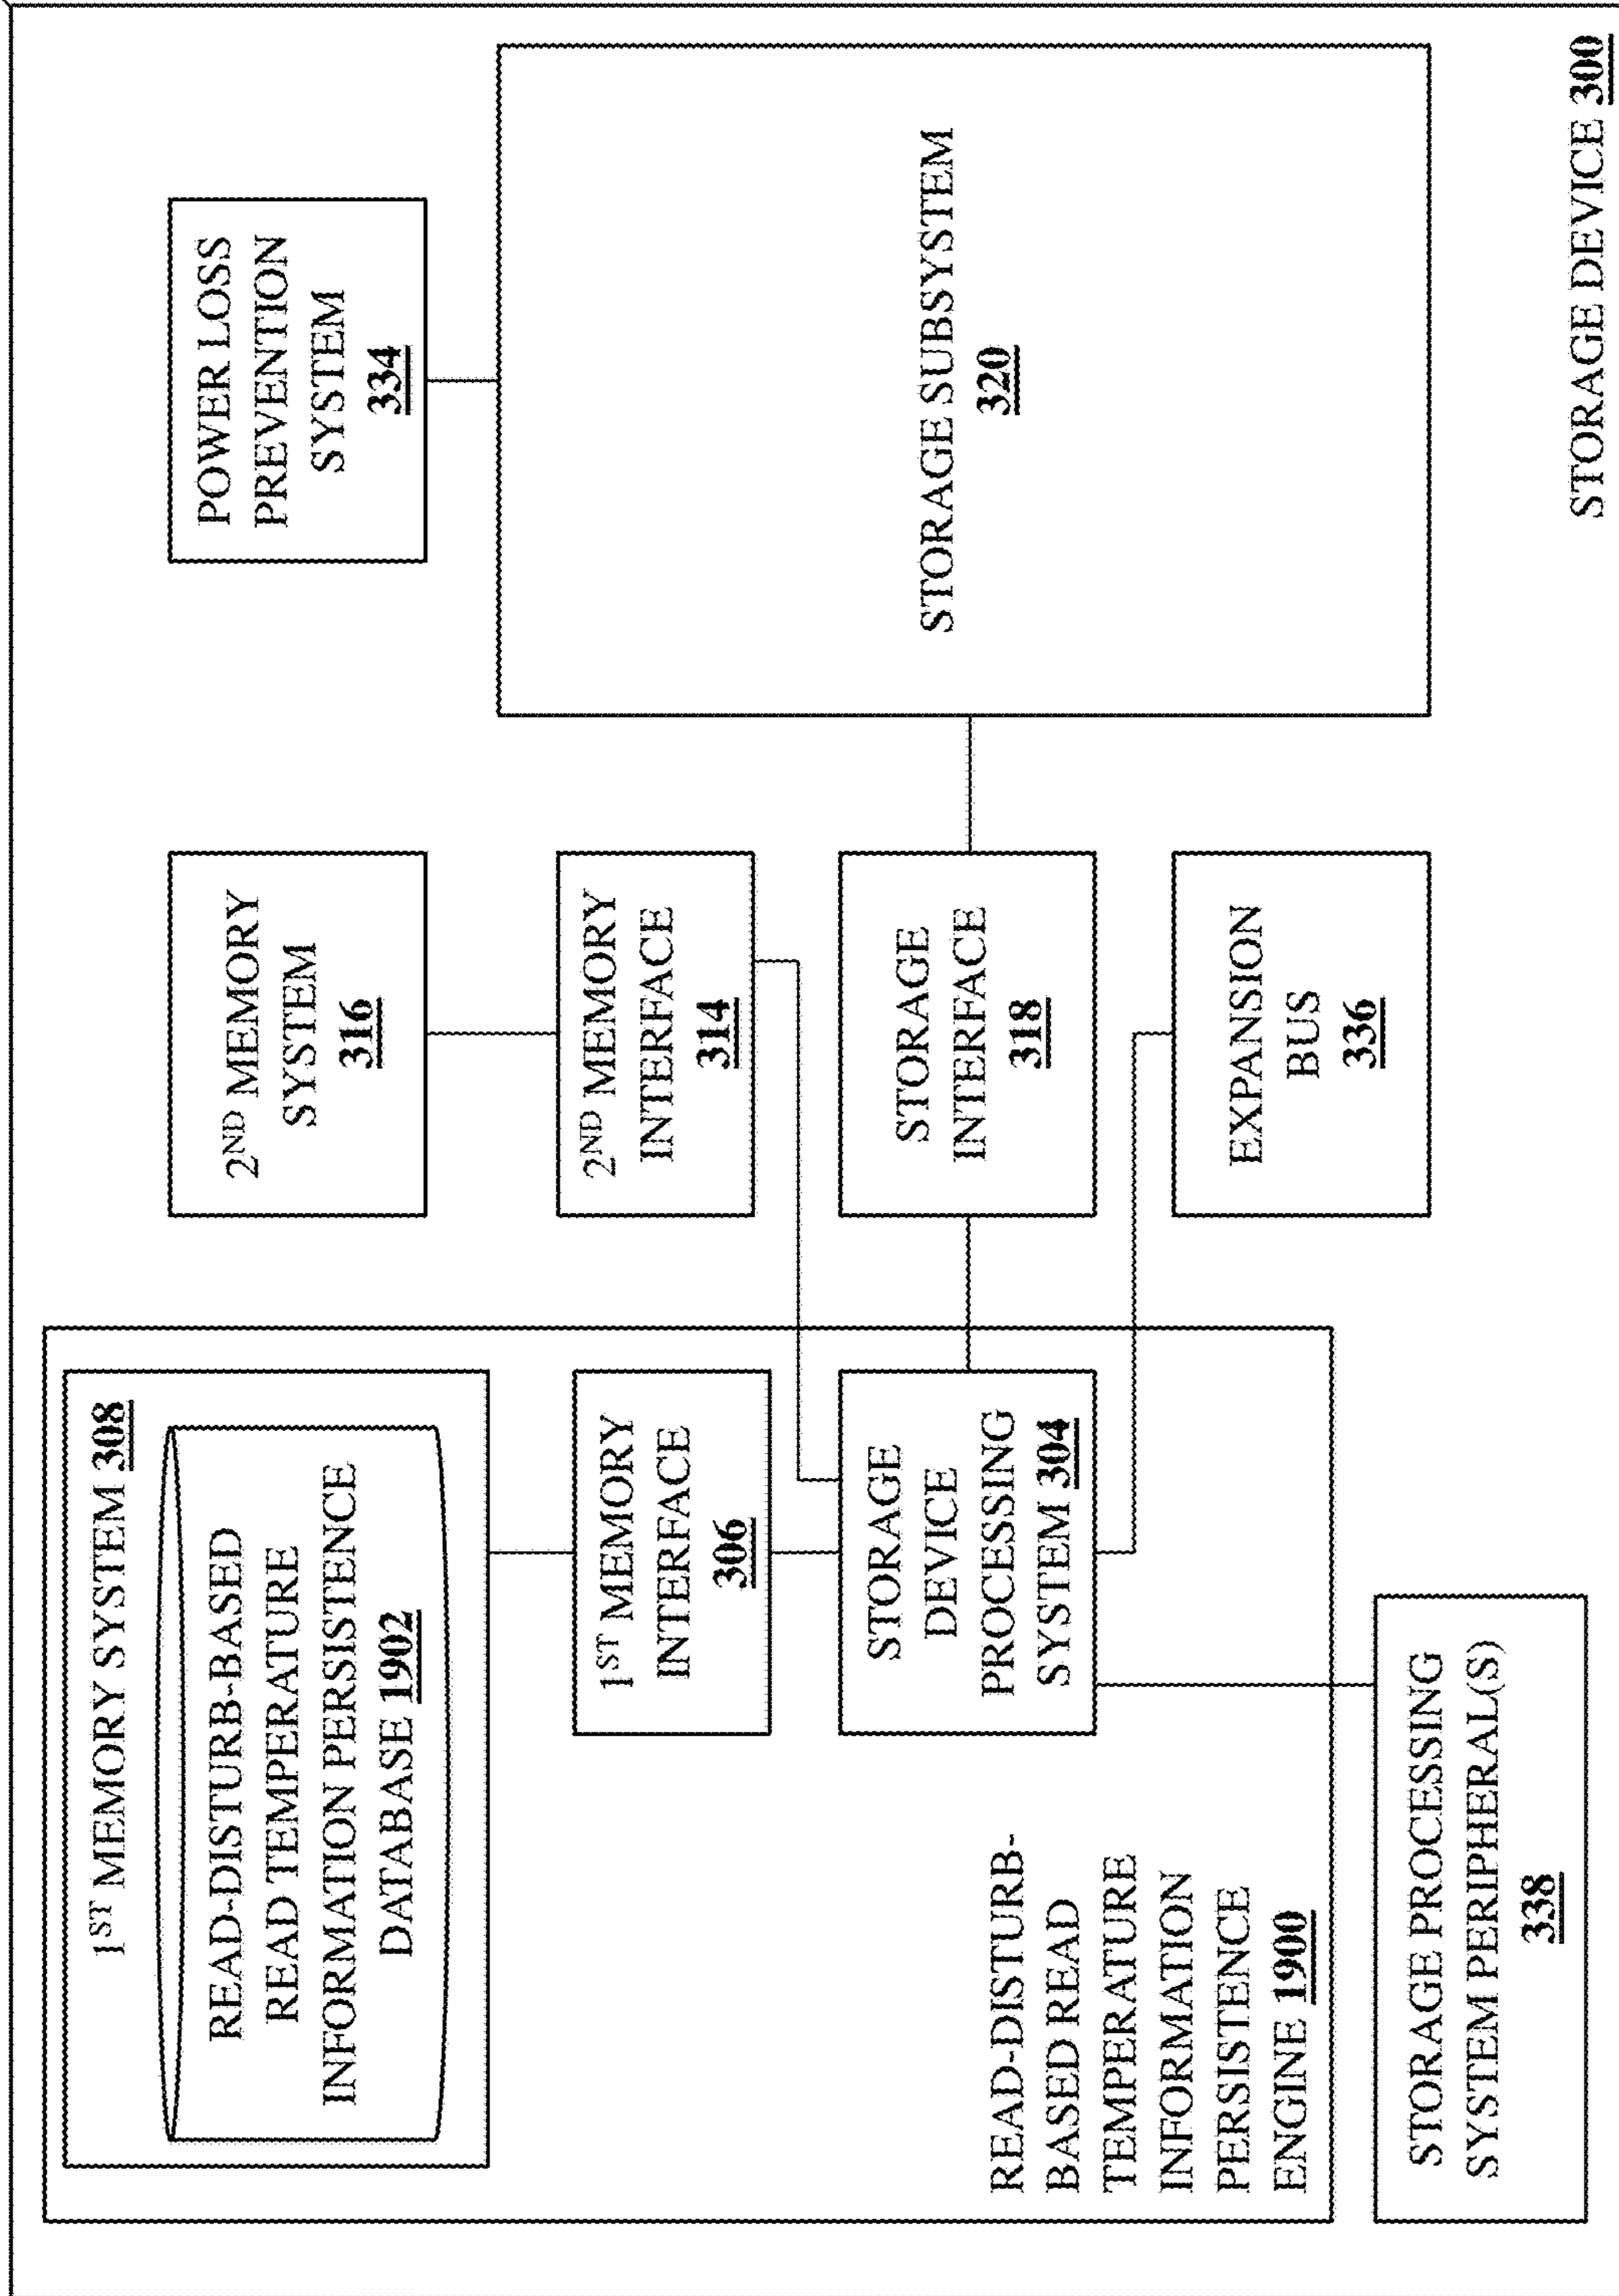 1ST MEMORY SYSTEM 308
READ-DISTURB-BASED
READ TEMPERATURE
INFORMATION PERSISTENCE
DATABASE 1902
1ST MEMORY
INTERFACE
306
STORAGE
DEVICE
PROCESSING
SYSTEM 304
READ-DISTURB-
BASED READ
TEMPERATURE
INFORMATION
PERSISTENCE
ENGINE 1900
STORAGE PROCESSING
SYSTEM PERIPHERAL(S)
338
2ND MEMORY
SYSTEM
316
2ND MEMORY
INTERFACE
314
STORAGE
INTERFACE
318
EXPANSION
BUS
336
POWER LOSS
PREVENTION
SYSTEM
334
STORAGE SUBSYSTEM
320
STORAGE DEVICE 300